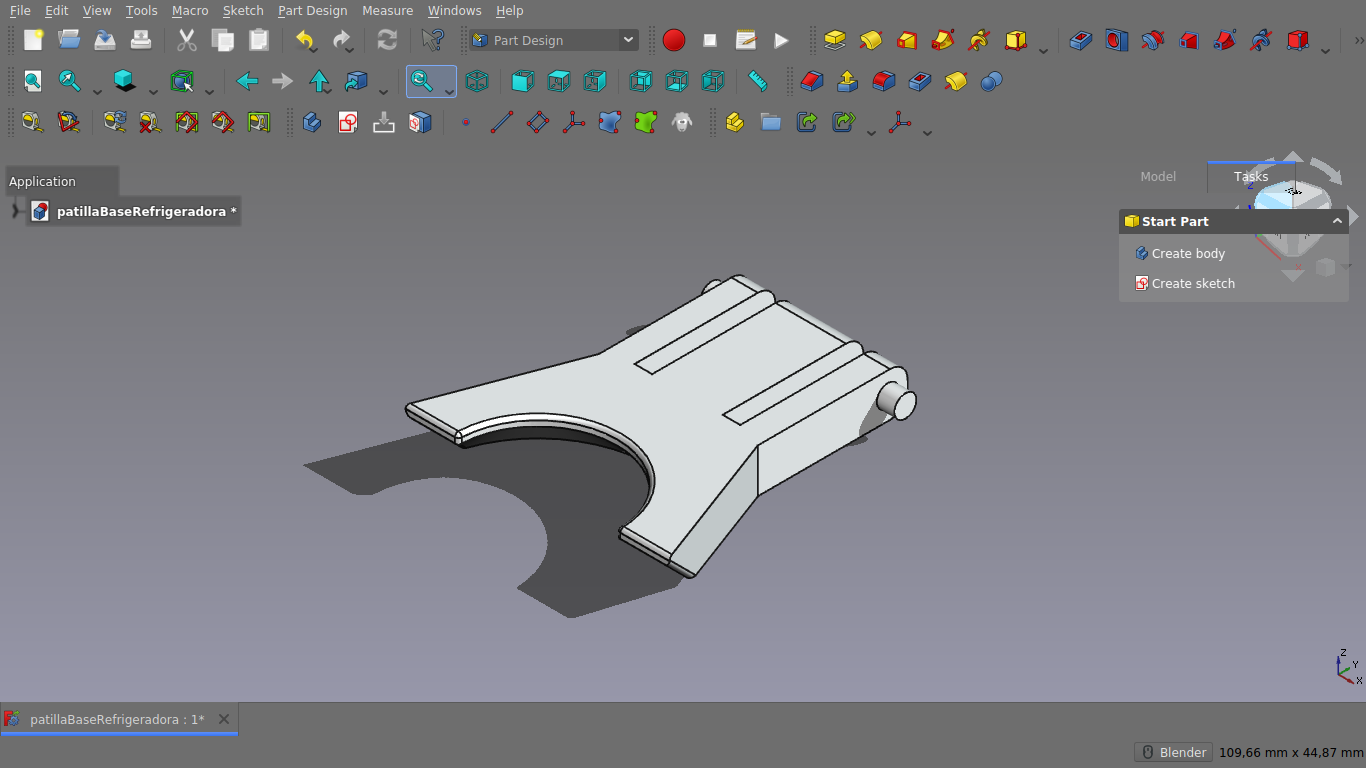 File Edit View Tools Macro Sketch Part Design Measure Windows Help
Part Design
Application
patillaBaseRefrigeradora *
Model Tasks
Start Part
Create body
Create sketch
Z
Y
X
patillaBaseRefrigeradora : 1*
Blender 109,66 mm x 44,87 mm